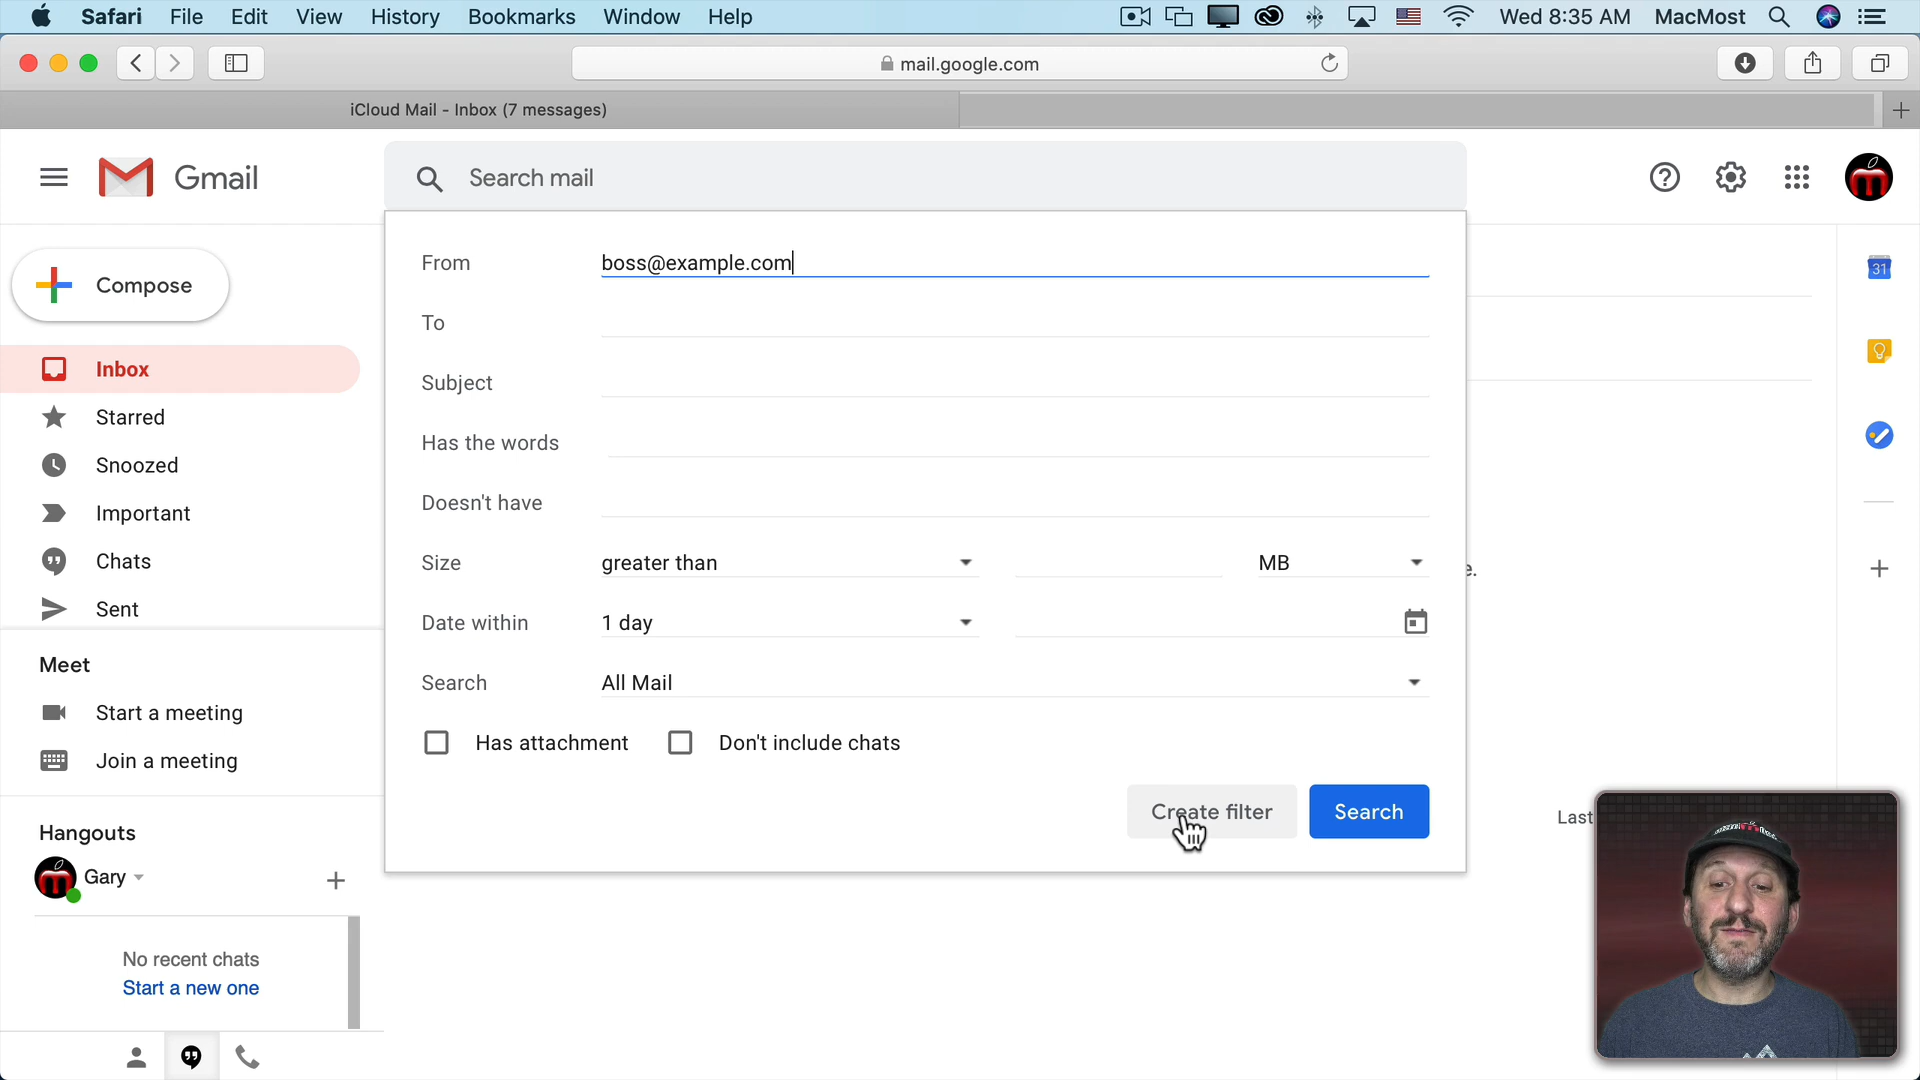 Safari File Edit View History Bookmarks Window Help Wed 8:35 AM MacMost
mail.google.com
iCloud Mail - Inbox (7 messages)
Gmail
Search mail
Compose
Inbox
Starred
Snoozed
Important
Chats
Sent
Meet
Start a meeting
Join a meeting
Hangouts
Gary
No recent chats
Start a new one
From boss@example.com
To
Subject
Has the words
Doesn't have
Size greater than MB
Date within 1 day
Search All Mail
Has attachment Don't include chats
Create filter Search
31
e.
Last